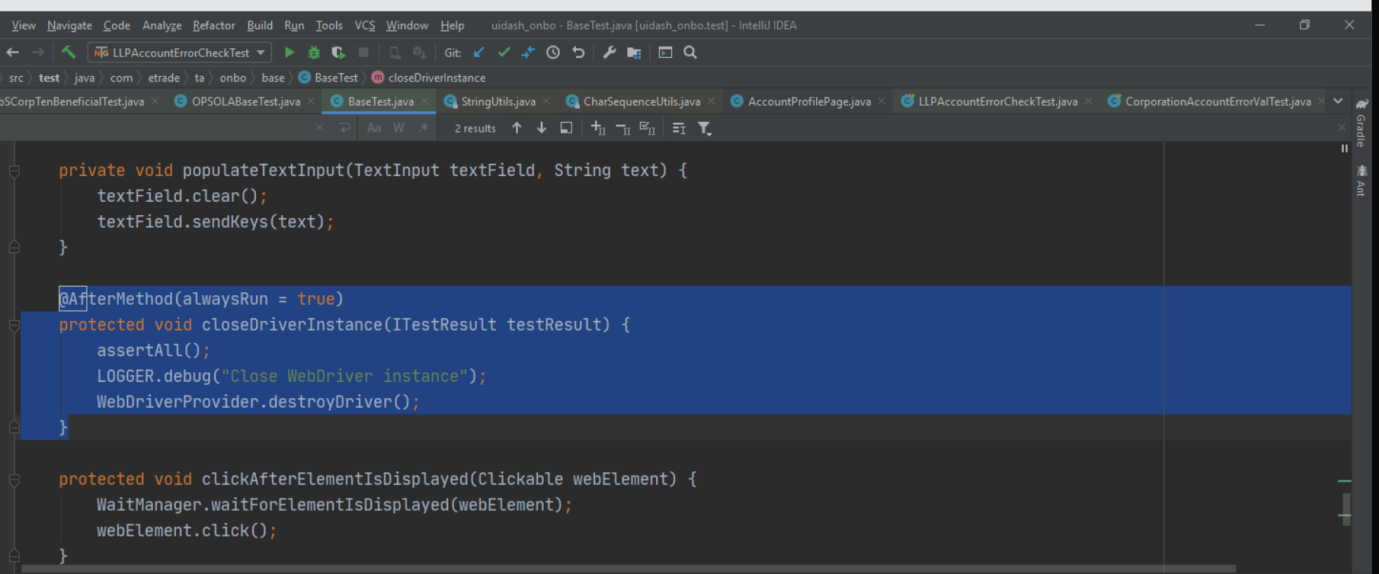 View Navigate Code Analyze Refactor Build Run Tools VCS Window Help uidash_onbo - BaseTest.java [uidash_onbo.test] - IntelliJ IDEA
LLPAccountErrorCheckTest Git:
src test java com etrade ta onbo base BaseTest closeDriverInstance
SCorpTenBeneficialTest.java OPSOLABaseTest.java BaseTest.java StringUtils.java CharSequenceUtils.java AccountProfilePage.java LLPAccountErrorCheckTest.java CorporationAccountErrorValTest.java
Aa W .* 2 results
Gradle
Ant
private void populateTextInput(TextInput textField, String text) {
textField.clear();
textField.sendKeys(text);
}
@AfterMethod(alwaysRun = true)
protected void closeDriverInstance(ITestResult testResult) {
assertAll();
LOGGER.debug("Close WebDriver instance");
WebDriverProvider.destroyDriver();
}
protected void clickAfterElementIsDisplayed(Clickable webElement) {
WaitManager.waitForElementIsDisplayed(webElement);
webElement.click();
}